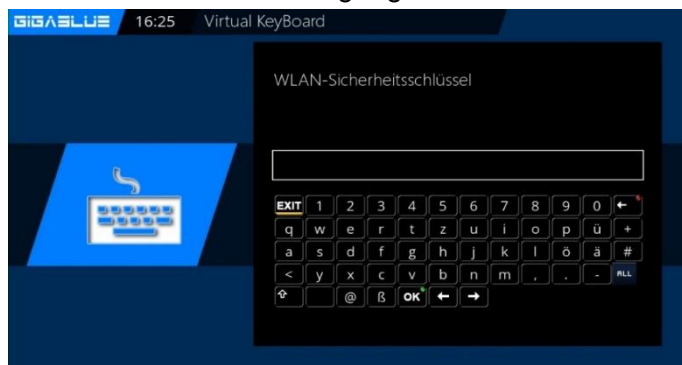 GIGABLUE 16:25 Virtual KeyBoard
WLAN-Sicherheitsschlüssel
EXIT 1 2 3 4 5 6 7 8 9 0 ←
q w e r t z u i o p ü +
a s d f g h j k l ö ä #
< y x c v b n m , . - ALL
⇧ @ ß OK ← →